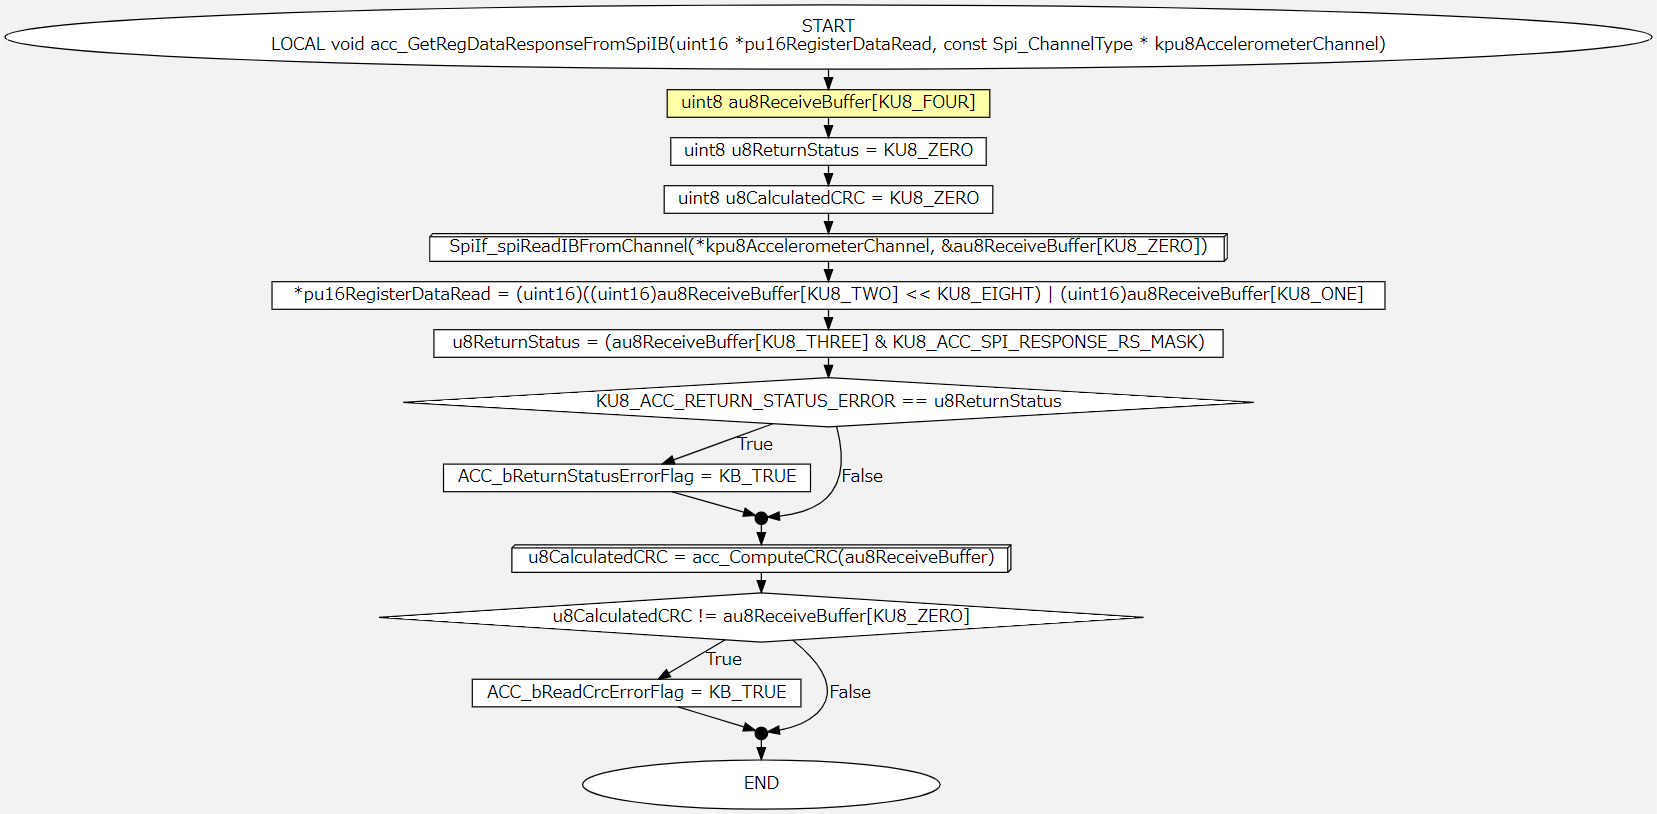 START
LOCAL void acc_GetRegDataResponseFromSpiIB(uint16 *pu16RegisterDataRead, const Spi_ChannelType * kpu8AccelerometerChannel)
uint8 au8ReceiveBuffer[KU8_FOUR]
uint8 u8ReturnStatus = KU8_ZERO
uint8 u8CalculatedCRC = KU8_ZERO
SpiIf_spiReadIBFromChannel(*kpu8AccelerometerChannel, &au8ReceiveBuffer[KU8_ZERO])
*pu16RegisterDataRead = (uint16)((uint16)au8ReceiveBuffer[KU8_TWO] << KU8_EIGHT) | (uint16)au8ReceiveBuffer[KU8_ONE]
u8ReturnStatus = (au8ReceiveBuffer[KU8_THREE] & KU8_ACC_SPI_RESPONSE_RS_MASK)
KU8_ACC_RETURN_STATUS_ERROR == u8ReturnStatus
True
ACC_bReturnStatusErrorFlag = KB_TRUE
False
u8CalculatedCRC = acc_ComputeCRC(au8ReceiveBuffer)
u8CalculatedCRC != au8ReceiveBuffer[KU8_ZERO]
True
ACC_bReadCrcErrorFlag = KB_TRUE
False
END